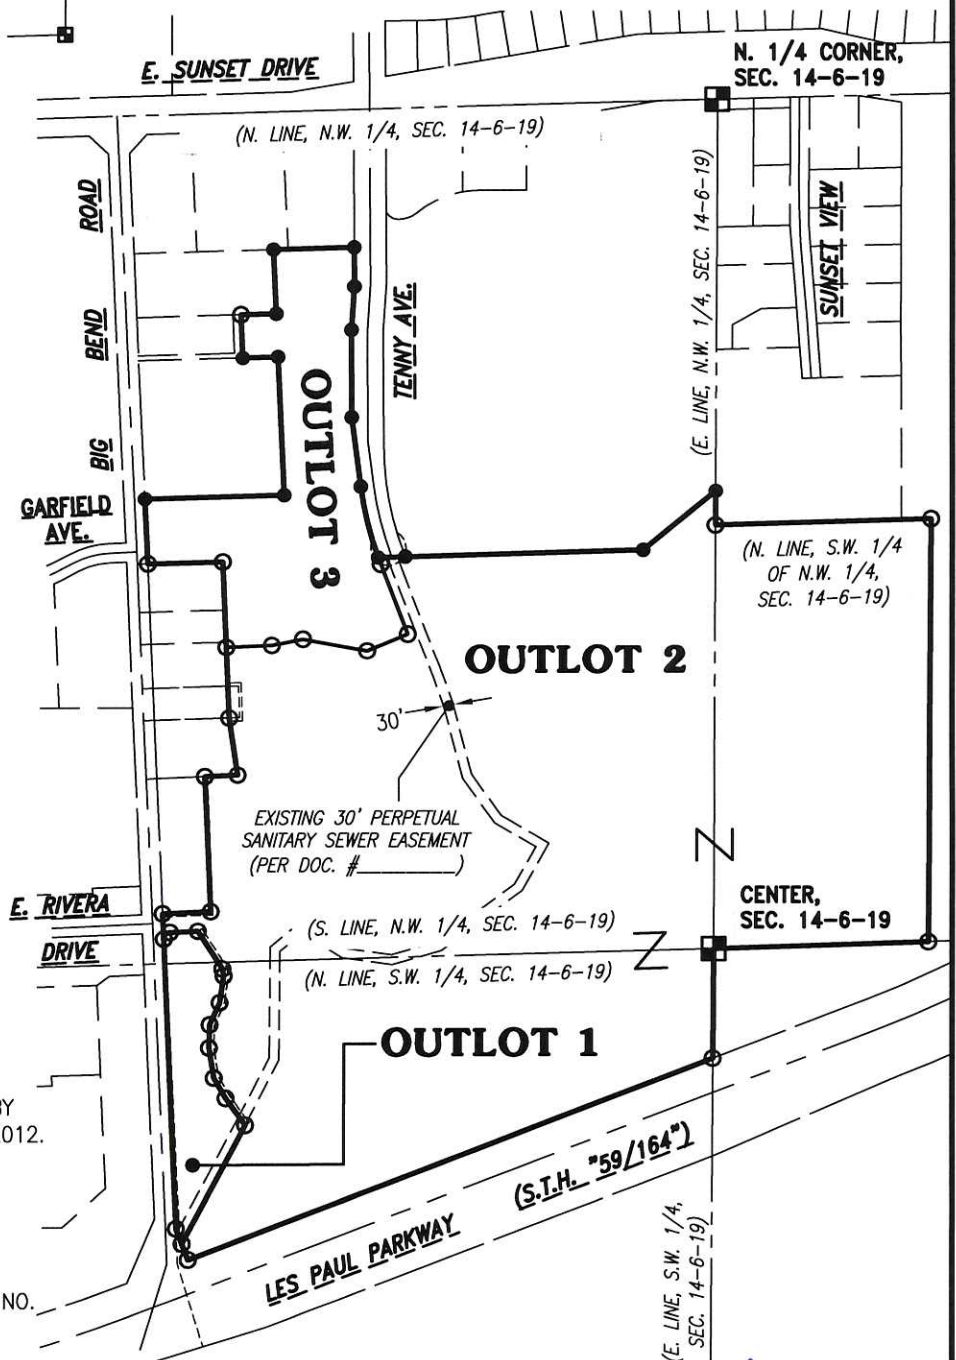 E. SUNSET DRIVE
N. 1/4 CORNER,
SEC. 14-6-19
(N. LINE, N.W. 1/4, SEC. 14-6-19)
(E. LINE, N.W. 1/4, SEC. 14-6-19)
SUNSET VIEW
BIG BEND ROAD
TENNY AVE.
OUTLOT 3
GARFIELD
AVE.
(N. LINE, S.W. 1/4
OF N.W. 1/4,
SEC. 14-6-19)
OUTLOT 2
30'
EXISTING 30' PERPETUAL
SANITARY SEWER EASEMENT
(PER DOC. #________)
CENTER,
SEC. 14-6-19
E. RIVERA
DRIVE
(S. LINE, N.W. 1/4, SEC. 14-6-19)
(N. LINE, S.W. 1/4, SEC. 14-6-19)
Z
Z
OUTLOT 1
012.
(S.T.H. "59/164")
LES PAUL PARKWAY
(E. LINE, S.W. 1/4,
SEC. 14-6-19)
NO.